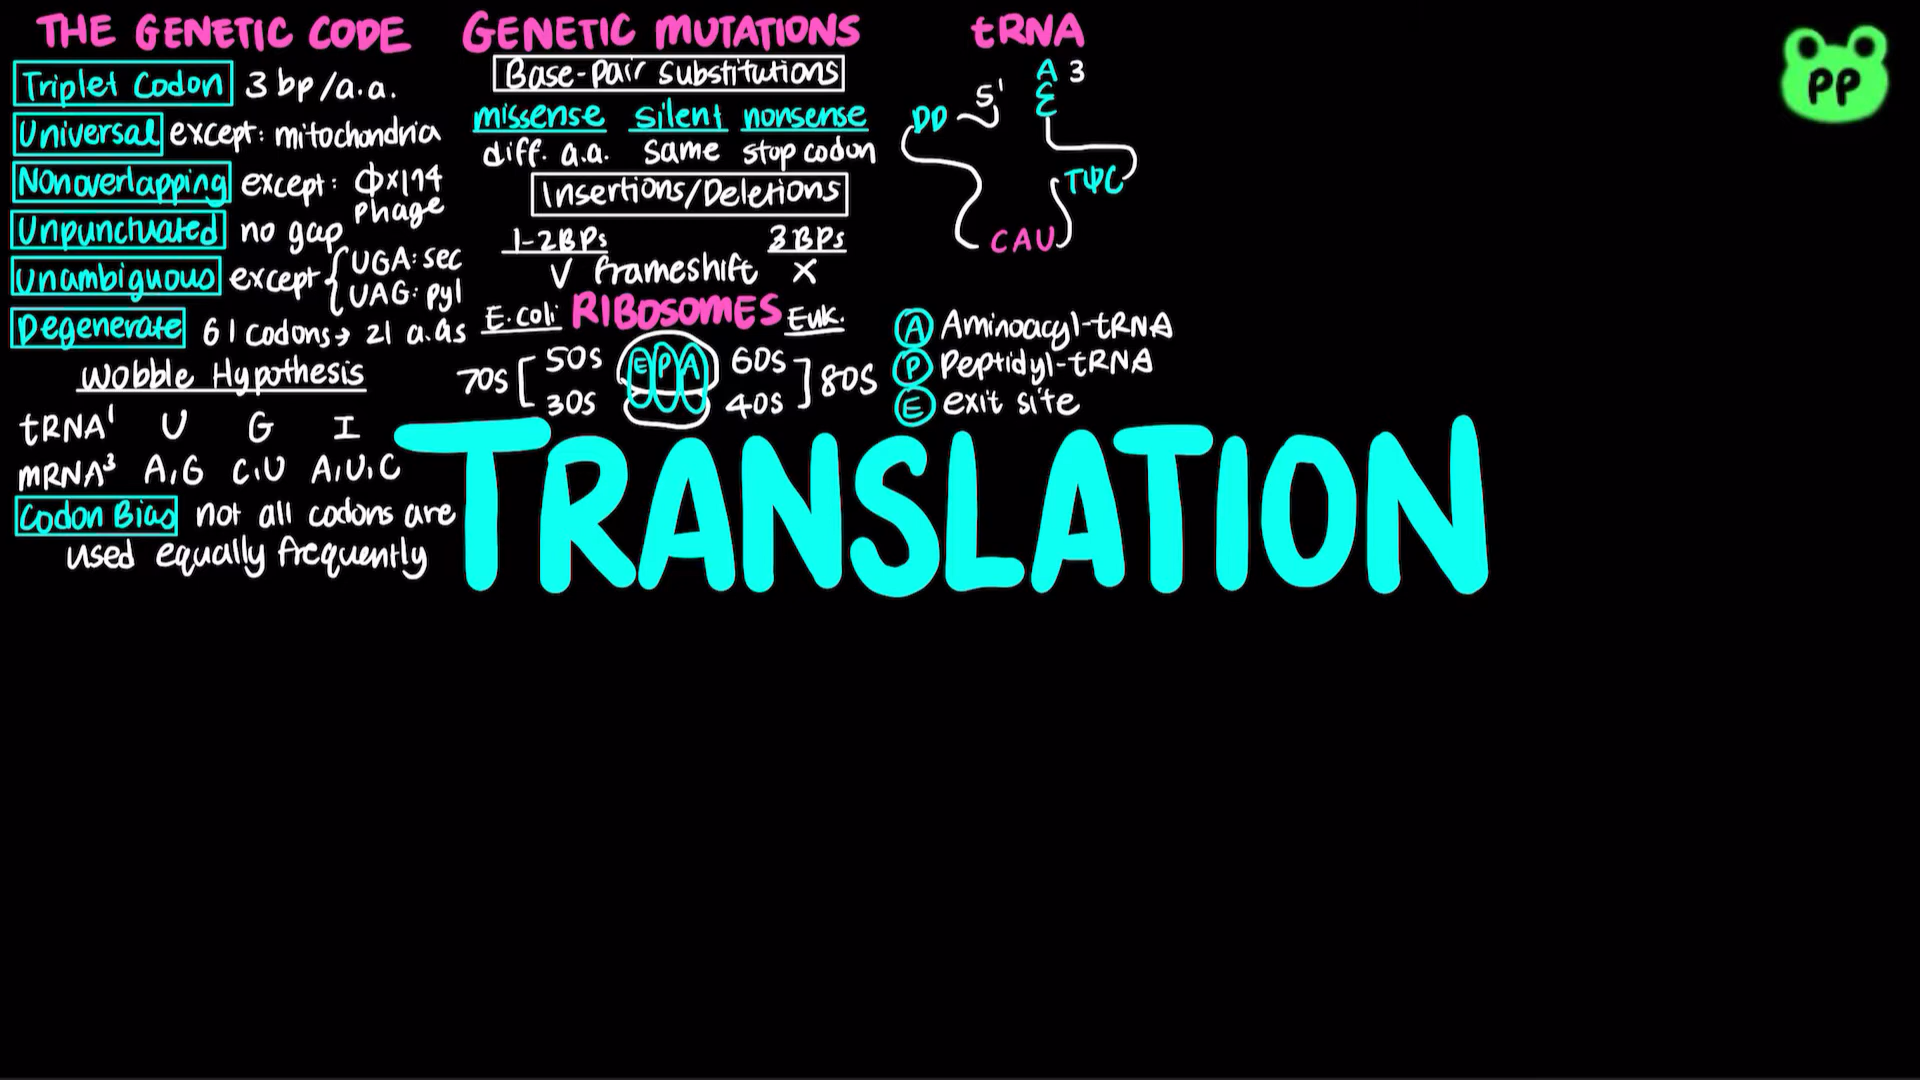 THE GENETIC CODE
Triplet Codon 3 bp/a.a.
Universal except: mitochondria
Nonoverlapping except: ΦX174
phage
Unpunctuated no gap
Unambiguous except { UGA: sec
UAG: pyl
Degenerate 61 codons → 21 a.as
Wobble Hypothesis
tRNA¹ U G I
mRNA³ A,G C,U A,U,C
Codon Bias not all codons are
used equally frequently
GENETIC MUTATIONS
Base-pair substitutions
missense silent nonsense
diff. a.a. same stop codon
Insertions/Deletions
1-2BPs 3BPs
V frameshift X
E.coli RIBOSOMES Euk.
70S [ 50S E P A 60S ] 80S
30S 40S
tRNA
A 3
C
C
5'
DD
TΨC
CAU
A Aminoacyl-tRNA
P Peptidyl-tRNA
E exit site
TRANSLATION
PP